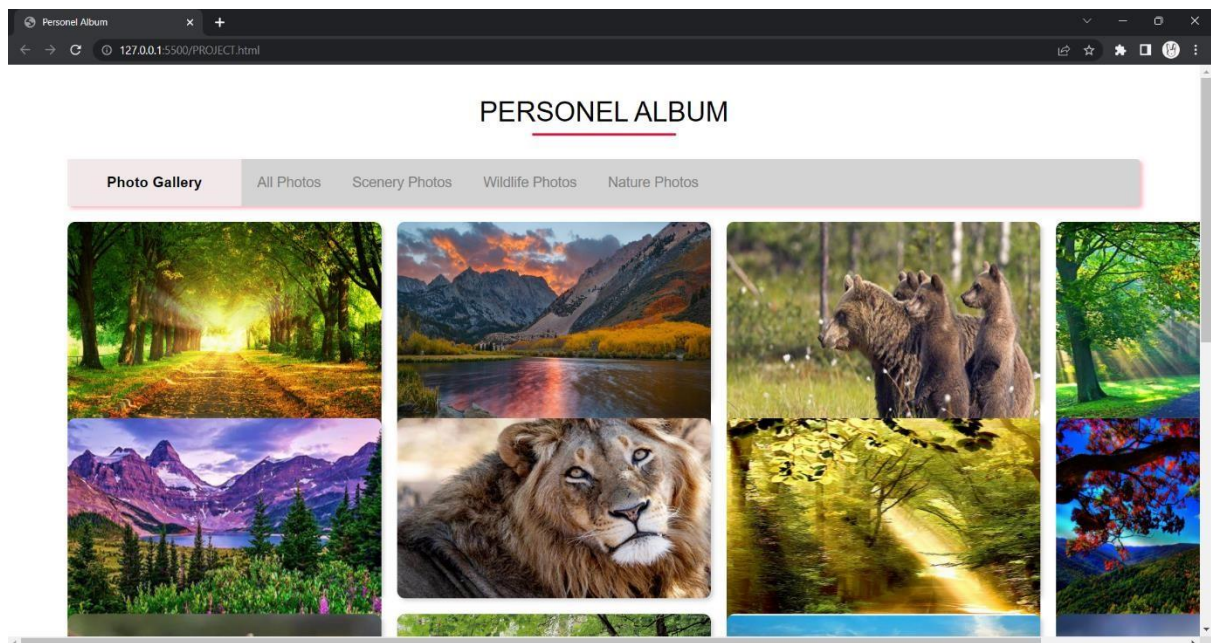 Personel Album
127.0.0.1:5500/PROJECT.html
PERSONEL ALBUM
Photo Gallery All Photos Scenery Photos Wildlife Photos Nature Photos